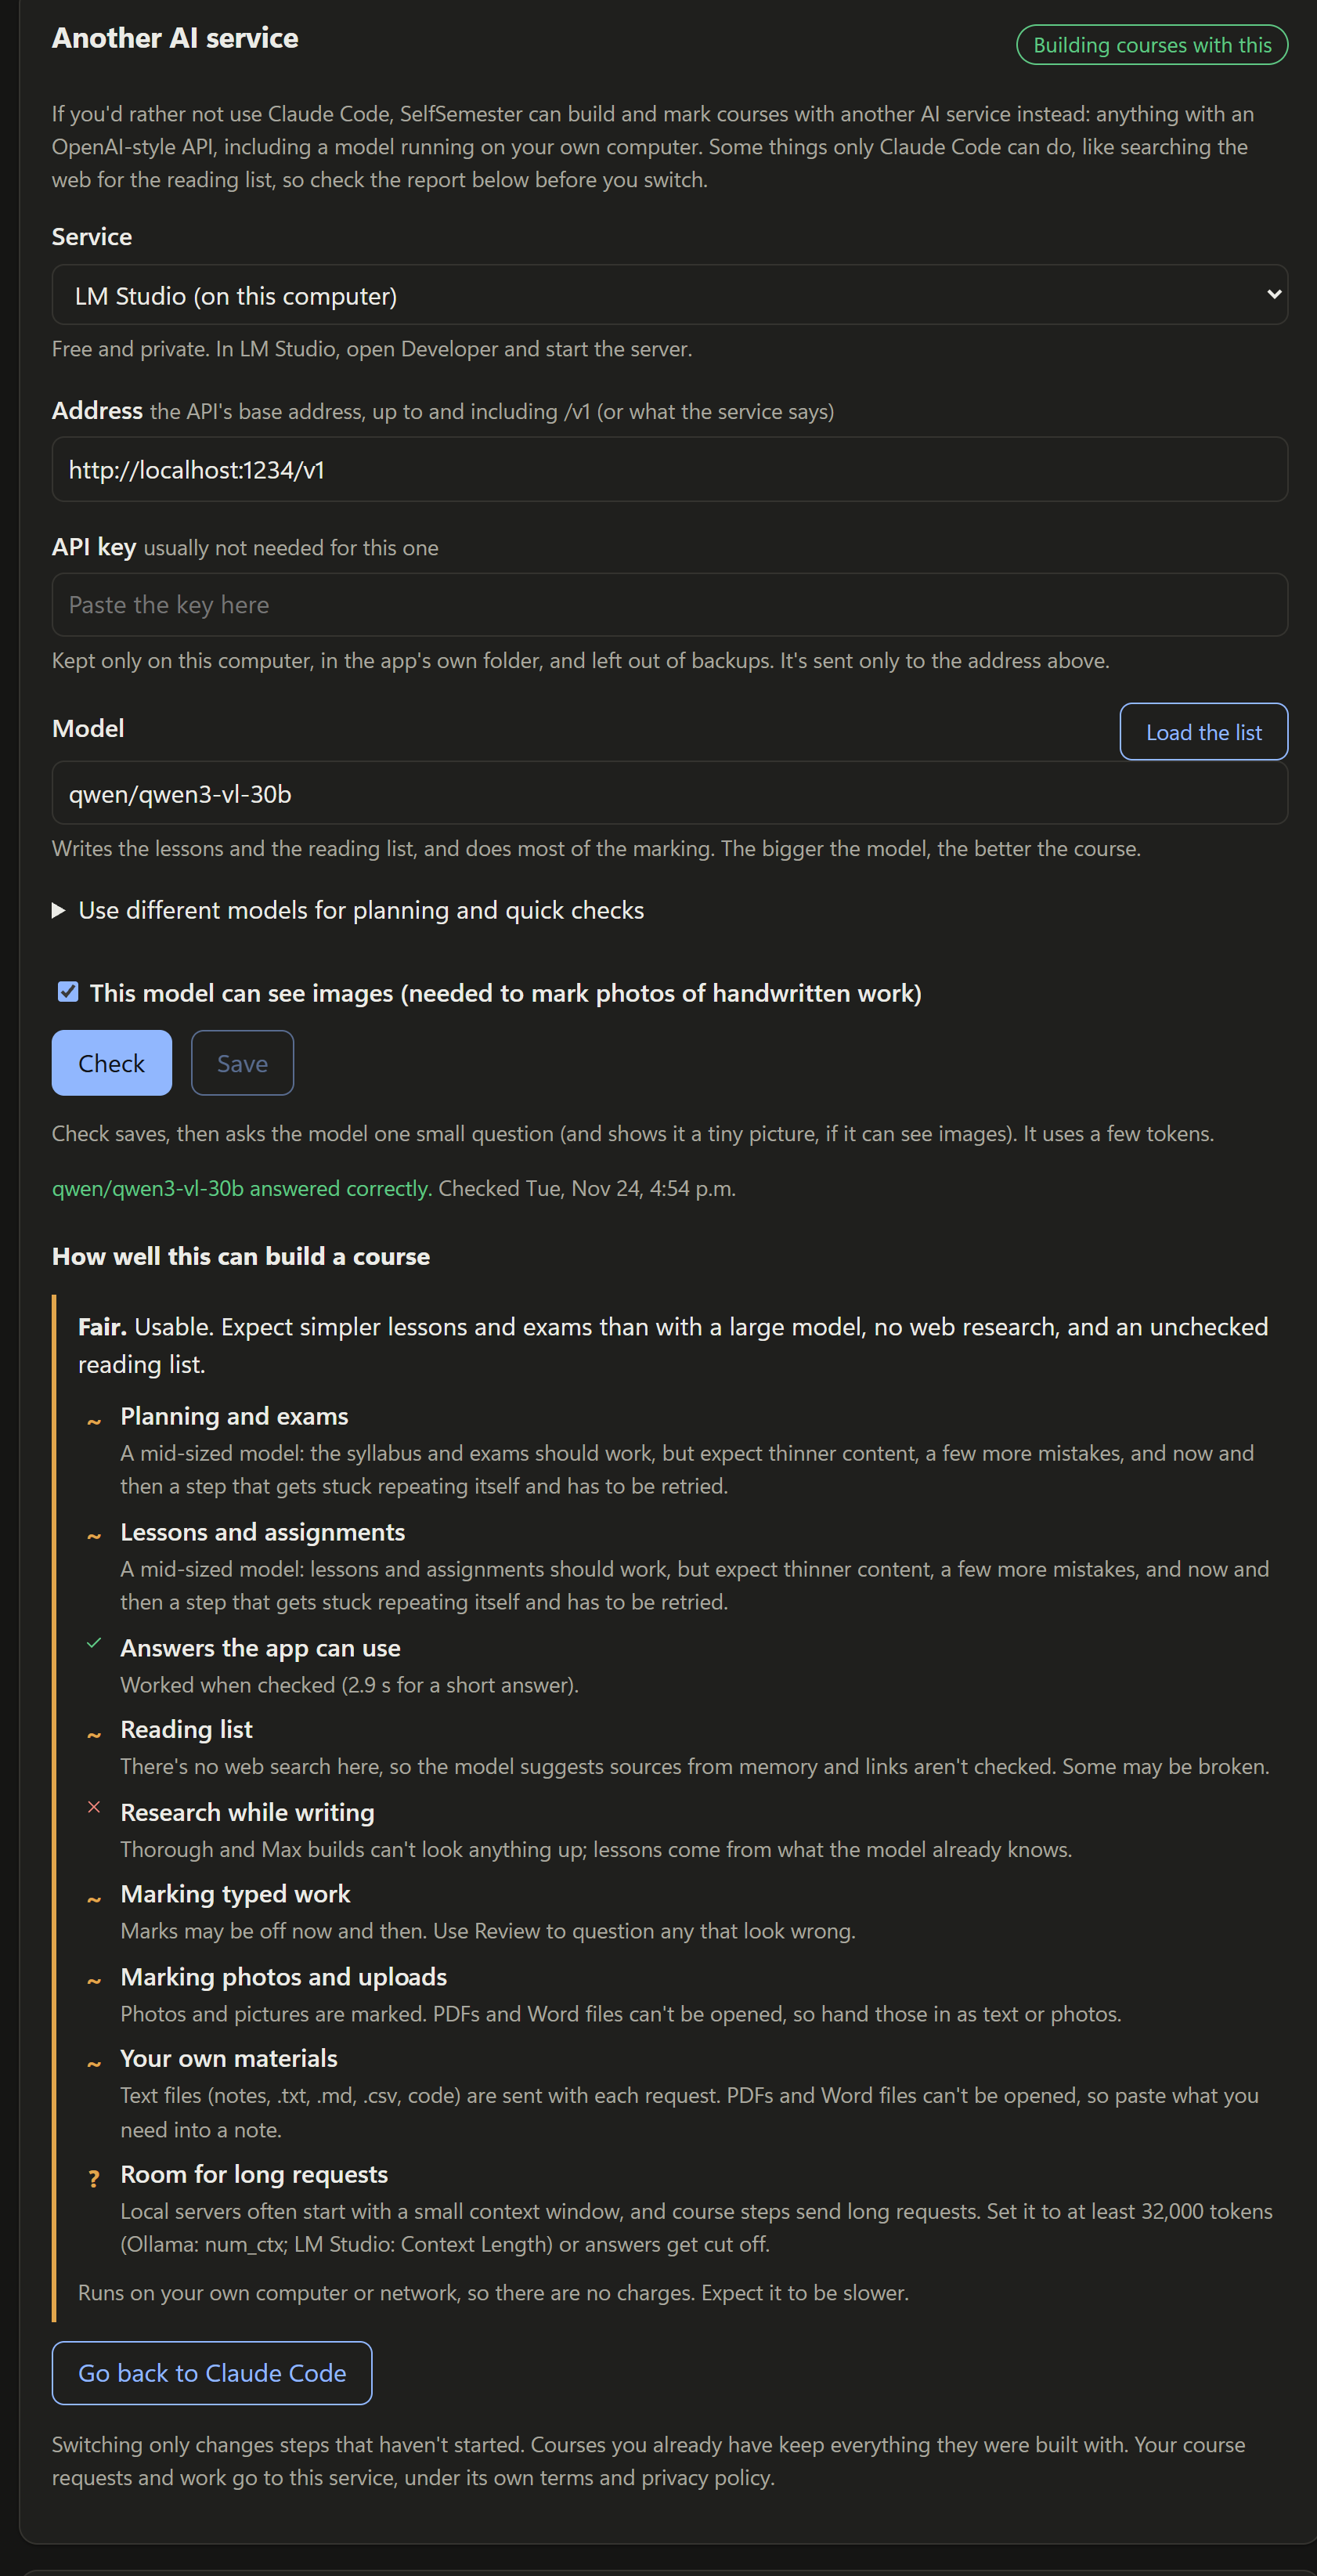 Another AI service
Building courses with this
If you'd rather not use Claude Code, SelfSemester can build and mark courses with another AI service instead: anything with an
OpenAI-style API, including a model running on your own computer. Some things only Claude Code can do, like searching the
web for the reading list, so check the report below before you switch.
Service
LM Studio (on this computer)
Free and private. In LM Studio, open Developer and start the server.
Address the API's base address, up to and including /v1 (or what the service says)
http://localhost:1234/v1
API key usually not needed for this one
Paste the key here
Kept only on this computer, in the app's own folder, and left out of backups. It's sent only to the address above.
Model
Load the list
qwen/qwen3-vl-30b
Writes the lessons and the reading list, and does most of the marking. The bigger the model, the better the course.
▶ Use different models for planning and quick checks
This model can see images (needed to mark photos of handwritten work)
Check Save
Check saves, then asks the model one small question (and shows it a tiny picture, if it can see images). It uses a few tokens.
qwen/qwen3-vl-30b answered correctly. Checked Tue, Nov 24, 4:54 p.m.
How well this can build a course
Fair. Usable. Expect simpler lessons and exams than with a large model, no web research, and an unchecked
reading list.
~ Planning and exams
A mid-sized model: the syllabus and exams should work, but expect thinner content, a few more mistakes, and now and
then a step that gets stuck repeating itself and has to be retried.
~ Lessons and assignments
A mid-sized model: lessons and assignments should work, but expect thinner content, a few more mistakes, and now and
then a step that gets stuck repeating itself and has to be retried.
✓ Answers the app can use
Worked when checked (2.9 s for a short answer).
~ Reading list
There's no web search here, so the model suggests sources from memory and links aren't checked. Some may be broken.
✕ Research while writing
Thorough and Max builds can't look anything up; lessons come from what the model already knows.
~ Marking typed work
Marks may be off now and then. Use Review to question any that look wrong.
~ Marking photos and uploads
Photos and pictures are marked. PDFs and Word files can't be opened, so hand those in as text or photos.
~ Your own materials
Text files (notes, .txt, .md, .csv, code) are sent with each request. PDFs and Word files can't be opened, so paste what you
need into a note.
? Room for long requests
Local servers often start with a small context window, and course steps send long requests. Set it to at least 32,000 tokens
(Ollama: num_ctx; LM Studio: Context Length) or answers get cut off.
Runs on your own computer or network, so there are no charges. Expect it to be slower.
Go back to Claude Code
Switching only changes steps that haven't started. Courses you already have keep everything they were built with. Your course
requests and work go to this service, under its own terms and privacy policy.